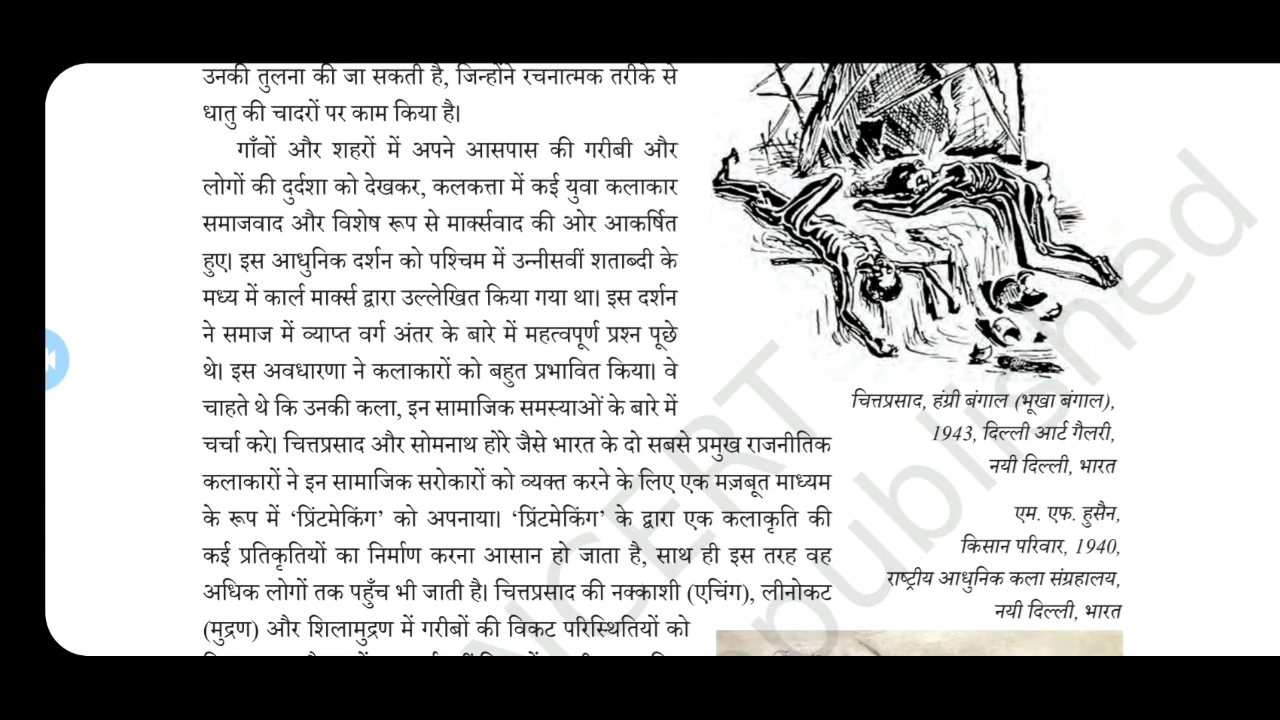 उनकी तुलना की जा सकती है, जिन्होंने रचनात्मक तरीके से
धातु की चादरों पर काम किया है।
गाँवों और शहरों में अपने आसपास की गरीबी और
लोगों की दुर्दशा को देखकर, कलकत्ता में कई युवा कलाकार
समाजवाद और विशेष रूप से मार्क्सवाद की ओर आकर्षित
हुए। इस आधुनिक दर्शन को पश्चिम में उन्नीसवीं शताब्दी के
मध्य में कार्ल मार्क्स द्वारा उल्लेखित किया गया था। इस दर्शन
ने समाज में व्याप्त वर्ग अंतर के बारे में महत्वपूर्ण प्रश्न पूछे
थे। इस अवधारणा ने कलाकारों को बहुत प्रभावित किया। वे
चाहते थे कि उनकी कला, इन सामाजिक समस्याओं के बारे में
चर्चा करे। चित्तप्रसाद और सोमनाथ होरे जैसे भारत के दो सबसे प्रमुख राजनीतिक
कलाकारों ने इन सामाजिक सरोकारों को व्यक्त करने के लिए एक मज़बूत माध्यम
के रूप में ‘प्रिंटमेकिंग’ को अपनाया। ‘प्रिंटमेकिंग’ के द्वारा एक कलाकृति की
कई प्रतिकृतियों का निर्माण करना आसान हो जाता है, साथ ही इस तरह वह
अधिक लोगों तक पहुँच भी जाती है। चित्तप्रसाद की नक्काशी (एचिंग), लीनोकट
(मुद्रण) और शिलामुद्रण में गरीबों की विकट परिस्थितियों को
चित्तप्रसाद, हंग्री बंगाल (भूखा बंगाल),
1943, दिल्ली आर्ट गैलरी,
नयी दिल्ली, भारत
एम. एफ. हुसैन,
किसान परिवार, 1940,
राष्ट्रीय आधुनिक कला संग्रहालय,
नयी दिल्ली, भारत
NCERT
published